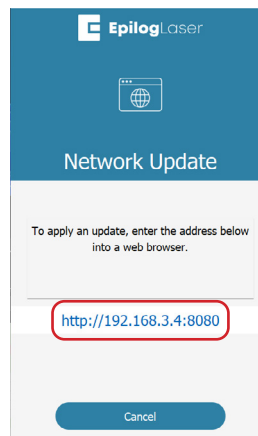 EpilogLaser
Network Update
To apply an update, enter the address below
into a web browser.
http://192.168.3.4:8080
Cancel